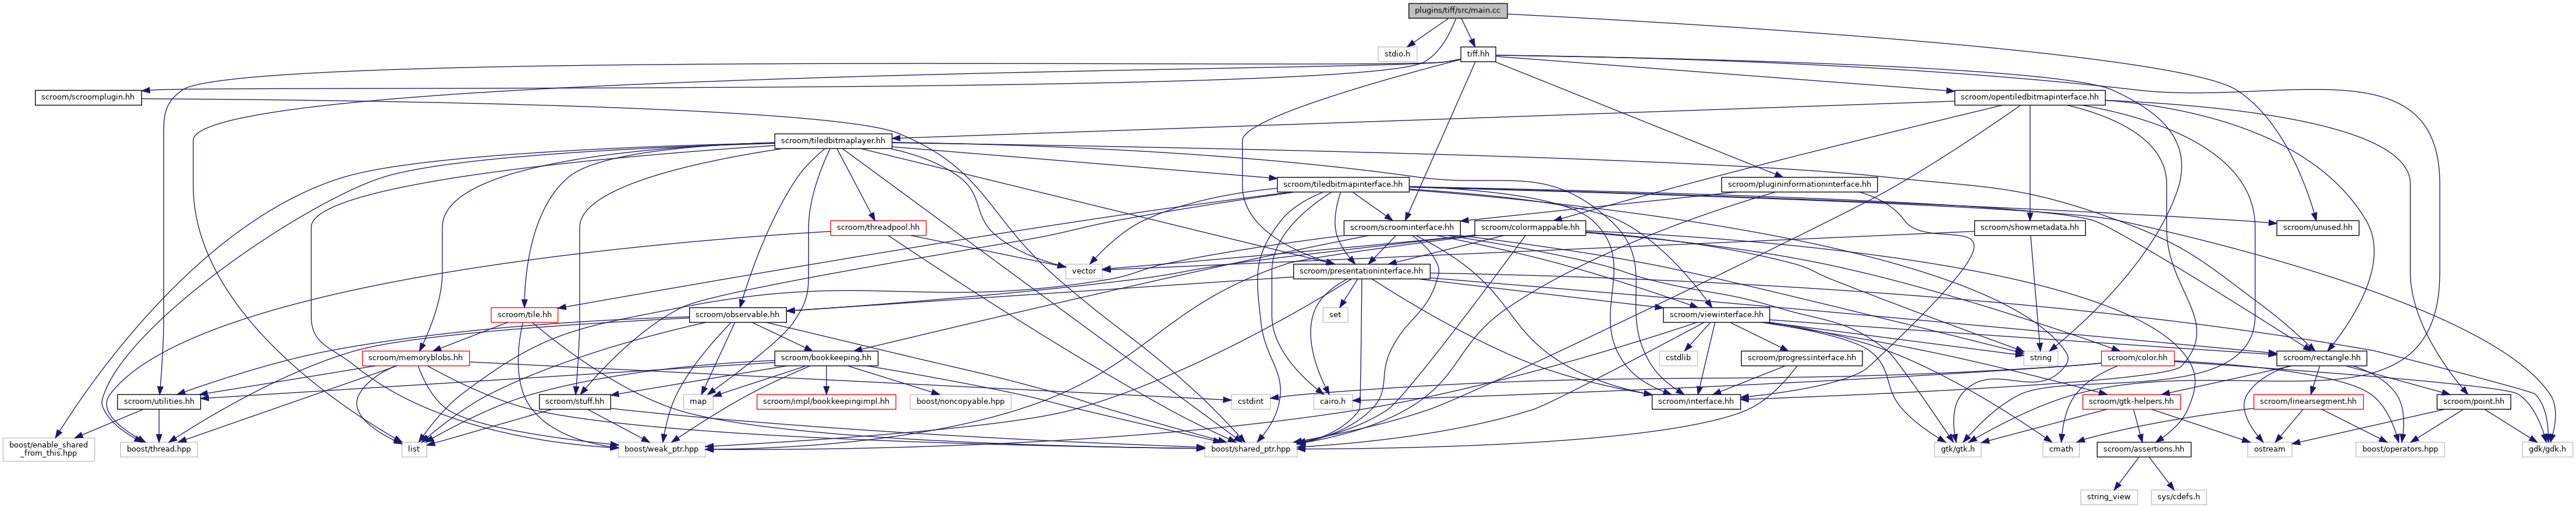 plugins/tiff/src/main.cc
stdio.h
tiff.hh
scroom/scroomplugin.hh
scroom/opentiledbitmapinterface.hh
scroom/tiledbitmaplayer.hh
scroom/tiledbitmapinterface.hh
scroom/plugininformationinterface.hh
scroom/threadpool.hh
scroom/scroominterface.hh
scroom/colormappable.hh
scroom/showmetadata.hh
scroom/unused.hh
vector
scroom/presentationinterface.hh
scroom/tile.hh
scroom/observable.hh
set
scroom/viewinterface.hh
scroom/memoryblobs.hh
scroom/bookkeeping.hh
cstdlib
scroom/progressinterface.hh
string
scroom/color.hh
scroom/rectangle.hh
scroom/utilities.hh
scroom/stuff.hh
map
scroom/impl/bookkeepingimpl.hh
boost/noncopyable.hpp
cstdint
cairo.h
scroom/interface.hh
scroom/gtk-helpers.hh
scroom/linearsegment.hh
scroom/point.hh
boost/enable_shared
_from_this.hpp
boost/thread.hpp
list
boost/weak_ptr.hpp
boost/shared_ptr.hpp
gtk/gtk.h
cmath
scroom/assertions.hh
ostream
boost/operators.hpp
gdk/gdk.h
string_view
sys/cdefs.h